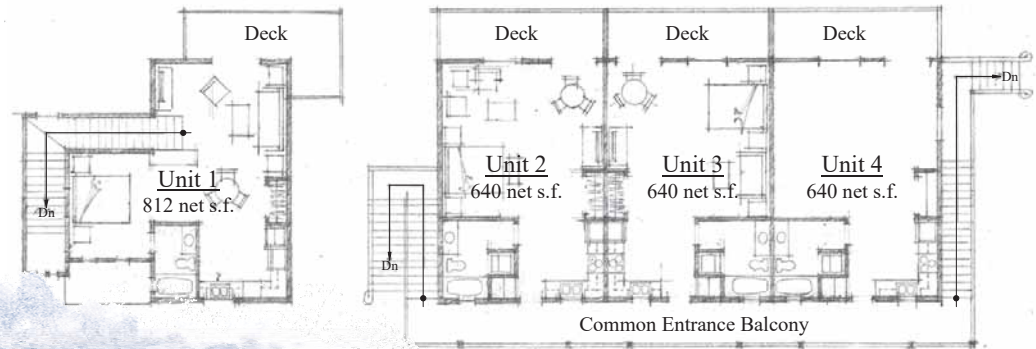 Deck
Unit 1
812 net s.f.
Dn
Deck
Deck
Deck
Dn
Unit 2
640 net s.f.
Unit 3
640 net s.f.
Unit 4
640 net s.f.
Dn
Common Entrance Balcony